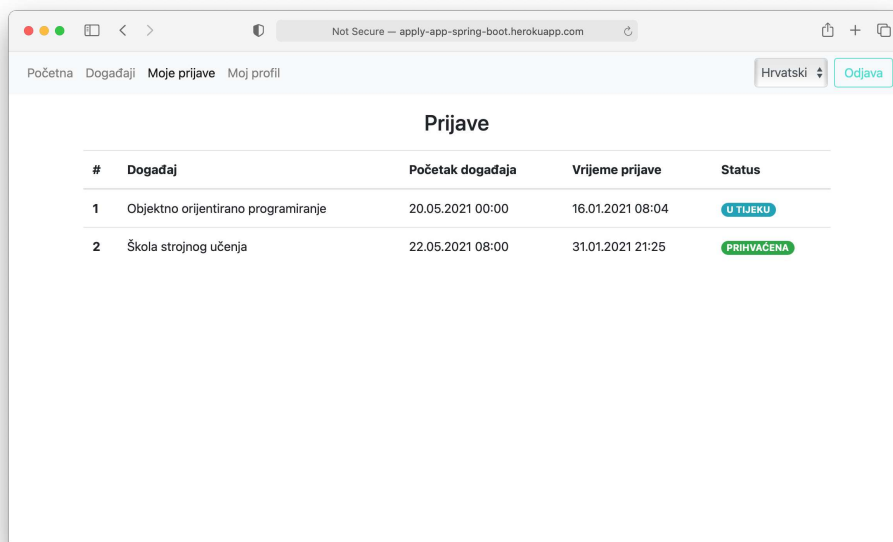 Not Secure — apply-app-spring-boot.herokuapp.com
Početna Događaji Moje prijave Moj profil Hrvatski Odjava
Prijave
# Događaj Početak događaja Vrijeme prijave Status
1 Objektno orijentirano programiranje 20.05.2021 00:00 16.01.2021 08:04 U TIJEKU
2 Škola strojnog učenja 22.05.2021 08:00 31.01.2021 21:25 PRIHVAĆENA